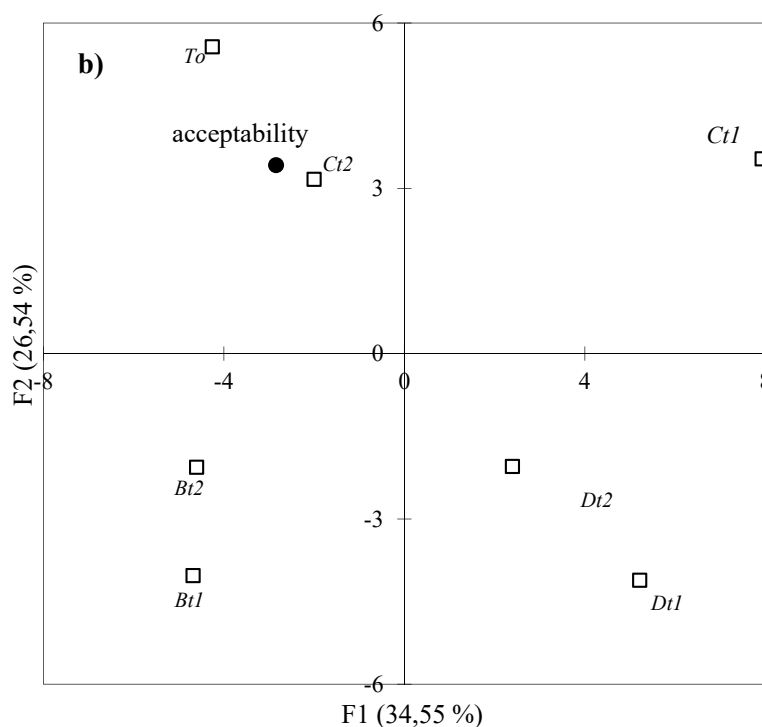 6
To
b)
acceptability
Ct1
Ct2
3
F2 (26,54 %)
0
-8
-4
0
4
8
Bt2
Dt2
-3
Bt1
Dt1
-6
F1 (34,55 %)